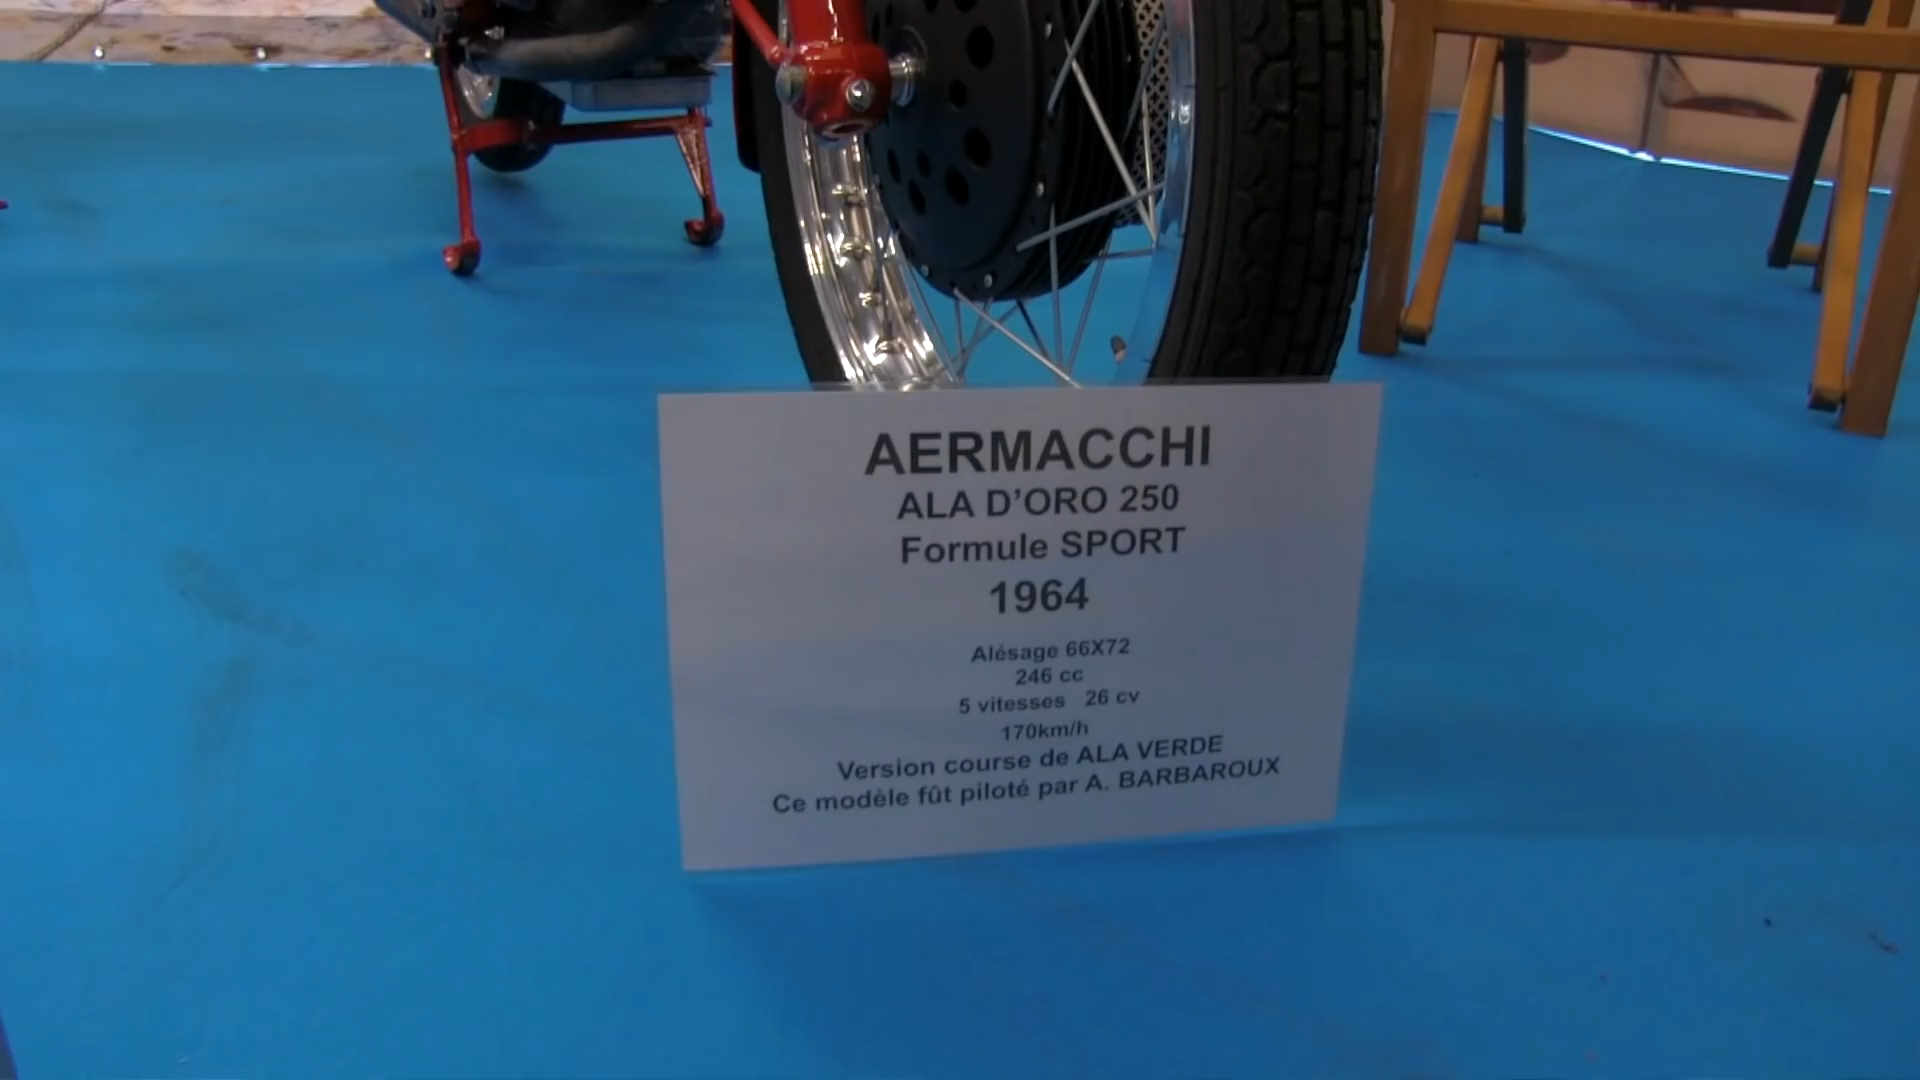 AERMACCHI
ALA D'ORO 250
Formule SPORT
1964
Alésage 66X72
246 cc
5 vitesses 26 cv
170km/h
Version course de ALA VERDE
Ce modèle fût piloté par A. BARBAROUX